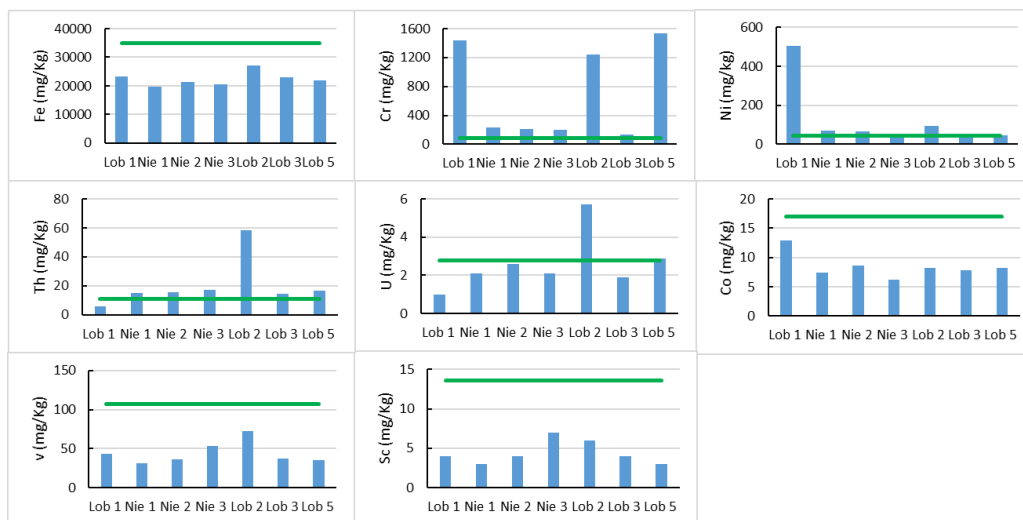 Fe (mg/Kg)
40000
30000
20000
10000
0
Lob 1 Nie 1 Nie 2 Nie 3 Lob 2 Lob 3 Lob 5
Cr (mg/Kg)
1600
1200
800
400
0
Lob 1 Nie 1 Nie 2 Nie 3 Lob 2 Lob 3 Lob 5
Ni (mg/Kg)
600
400
200
0
Lob 1 Nie 1 Nie 2 Nie 3 Lob 2 Lob 3 Lob 5
Th (mg/Kg)
80
60
40
20
0
Lob 1 Nie 1 Nie 2 Nie 3 Lob 2 Lob 3 Lob 5
U (mg/Kg)
6
4
2
0
Lob 1 Nie 1 Nie 2 Nie 3 Lob 2 Lob 3 Lob 5
Co (mg/Kg)
20
15
10
5
0
Lob 1 Nie 1 Nie 2 Nie 3 Lob 2 Lob 3 Lob 5
v (mg/Kg)
150
100
50
0
Lob 1 Nie 1 Nie 2 Nie 3 Lob 2 Lob 3 Lob 5
Sc (mg/Kg)
15
10
5
0
Lob 1 Nie 1 Nie 2 Nie 3 Lob 2 Lob 3 Lob 5